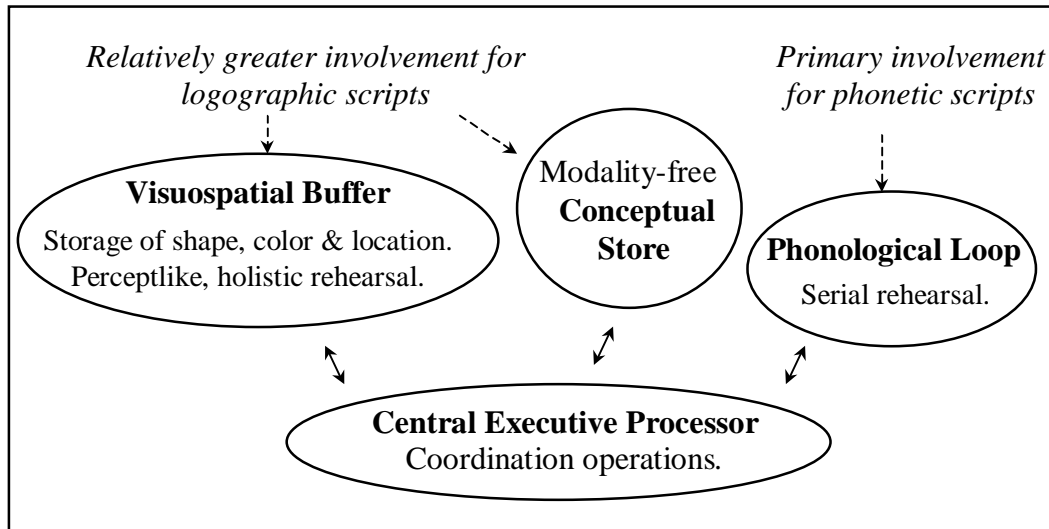 Relatively greater involvement for
logographic scripts
Primary involvement
for phonetic scripts
Visuospatial Buffer
Storage of shape, color & location.
Perceptlike, holistic rehearsal.
Modality-free
Conceptual
Store
Phonological Loop
Serial rehearsal.
Central Executive Processor
Coordination operations.